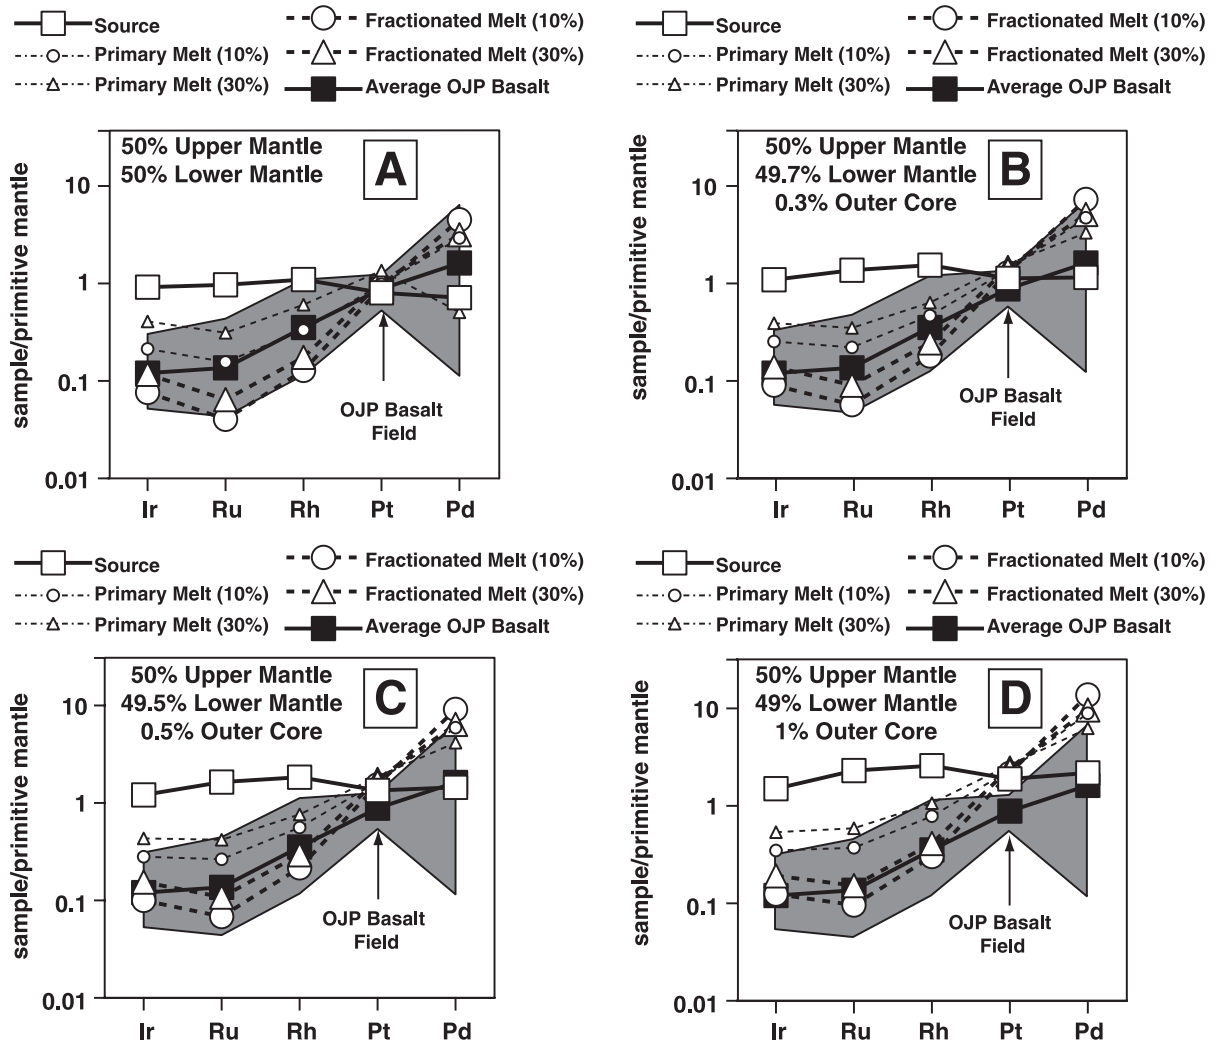 Source
Primary Melt (10%)
Primary Melt (30%)
Fractionated Melt (10%)
Fractionated Melt (30%)
Average OJP Basalt
50% Upper Mantle
50% Lower Mantle
A
sample/primitive mantle
10
1
0.1
0.01
OJP Basalt
Field
Ir Ru Rh Pt Pd
Source
Primary Melt (10%)
Primary Melt (30%)
Fractionated Melt (10%)
Fractionated Melt (30%)
Average OJP Basalt
50% Upper Mantle
49.7% Lower Mantle
0.3% Outer Core
B
sample/primitive mantle
10
1
0.1
0.01
OJP Basalt
Field
Ir Ru Rh Pt Pd
Source
Primary Melt (10%)
Primary Melt (30%)
Fractionated Melt (10%)
Fractionated Melt (30%)
Average OJP Basalt
50% Upper Mantle
49.5% Lower Mantle
0.5% Outer Core
C
sample/primitive mantle
10
1
0.1
0.01
OJP Basalt
Field
Ir Ru Rh Pt Pd
Source
Primary Melt (10%)
Primary Melt (30%)
Fractionated Melt (10%)
Fractionated Melt (30%)
Average OJP Basalt
50% Upper Mantle
49% Lower Mantle
1% Outer Core
D
sample/primitive mantle
10
1
0.1
0.01
OJP Basalt
Field
Ir Ru Rh Pt Pd